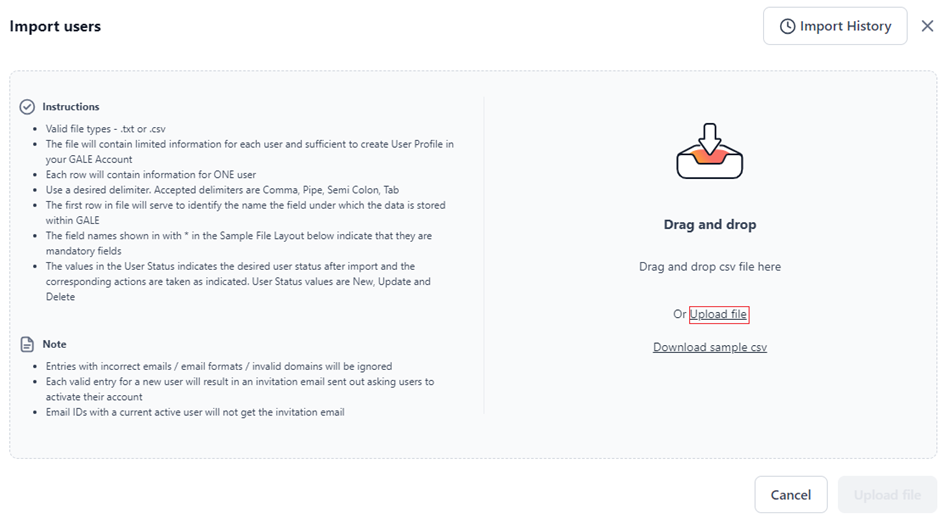 Import users
Import History
Instructions
Valid file types - .txt or .csv
The file will contain limited information for each user and sufficient to create User Profile in
your GALE Account
Each row will contain information for ONE user
Use a desired delimiter. Accepted delimiters are Comma, Pipe, Semi Colon, Tab
The first row in file will serve to identify the name the field under which the data is stored
within GALE
The field names shown in with * in the Sample File Layout below indicate that they are
mandatory fields
The values in the User Status indicates the desired user status after import and the
corresponding actions are taken as indicated. User Status values are New, Update and
Delete
Note
Entries with incorrect emails / email formats / invalid domains will be ignored
Each valid entry for a new user will result in an invitation email sent out asking users to
activate their account
Email IDs with a current active user will not get the invitation email
Drag and drop
Drag and drop csv file here
Or Upload file
Download sample csv
Cancel
Upload file